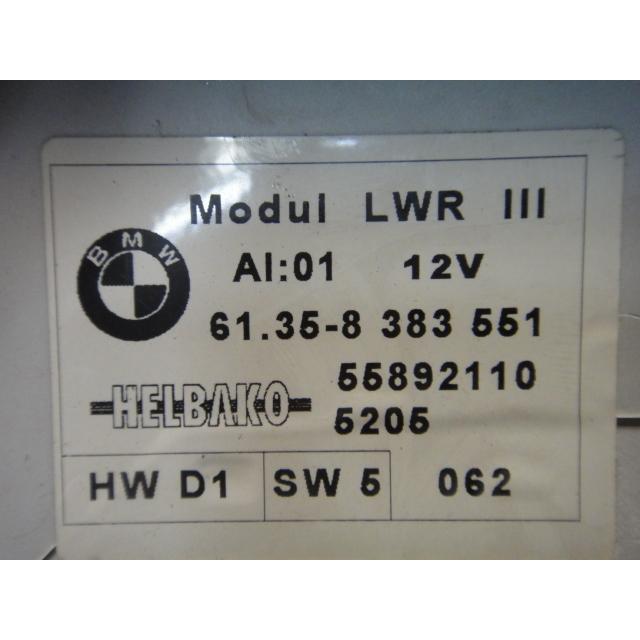 Modul LWR III
BMW
AI:01 12V
61.35-8 383 551
55892110
HELBAKO
5205
HW D1 SW 5 062